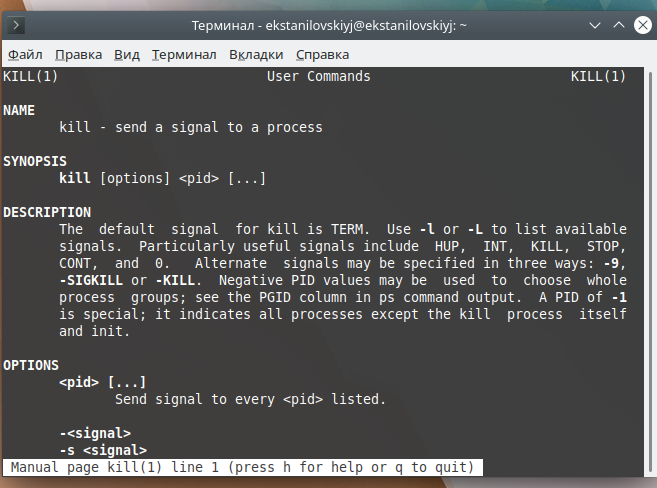 Терминал - ekstanilovskiyj@ekstanilovskiyj: ~
Файл Правка Вид Терминал Вкладки Справка
KILL(1) User Commands KILL(1)
NAME
kill - send a signal to a process
SYNOPSIS
kill [options] <pid> [...]
DESCRIPTION
The default signal for kill is TERM. Use -l or -L to list available
signals. Particularly useful signals include HUP, INT, KILL, STOP,
CONT, and 0. Alternate signals may be specified in three ways: -9,
-SIGKILL or -KILL. Negative PID values may be used to choose whole
process groups; see the PGID column in ps command output. A PID of -1
is special; it indicates all processes except the kill process itself
and init.
OPTIONS
<pid> [...]
Send signal to every <pid> listed.
-<signal>
-s <signal>
Manual page kill(1) line 1 (press h for help or q to quit)